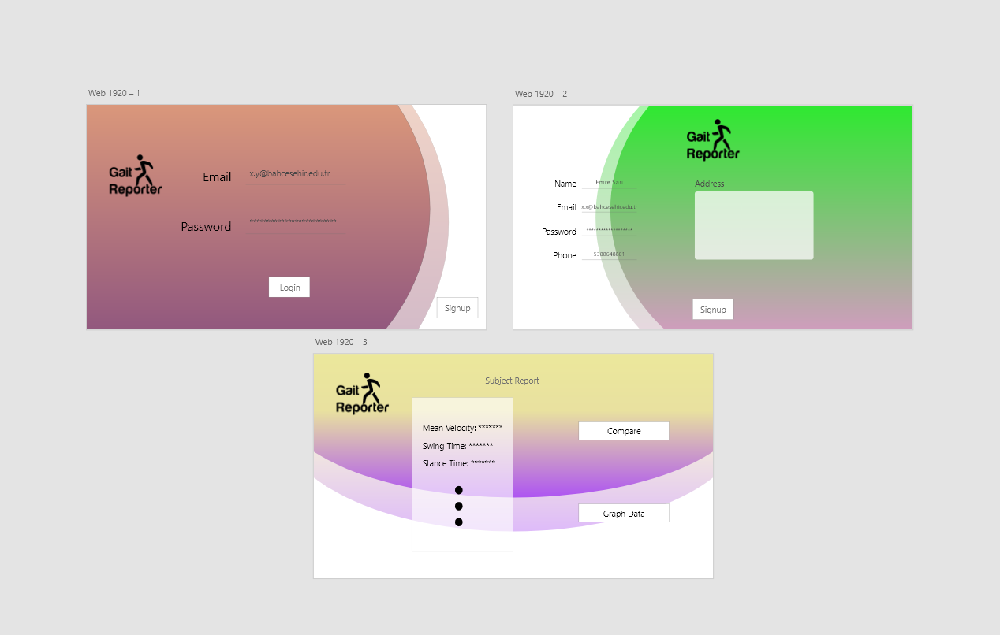 Web 1920 – 1
Gait
Reporter
Email
x.y@bahcesehir.edu.tr
Password
*************************
Login
Signup
Web 1920 – 2
Gait
Reporter
Name
Emre Sari
Email
x.x@bahcesehir.edu.tr
Password
*******************
Phone
5380648861
Address
Signup
Web 1920 – 3
Gait
Reporter
Subject Report
Mean Velocity: *******
Swing Time: *******
Stance Time: *******
Compare
Graph Data